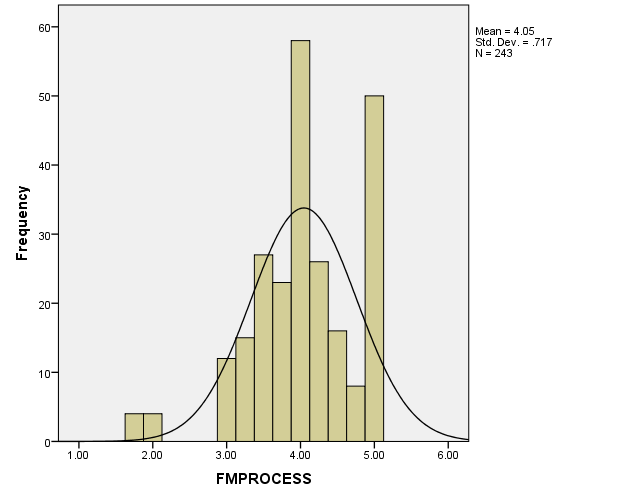 Mean = 4.05
Std. Dev. = .717
N = 243
60
50
40
30
20
10
0
Frequency
1.00 2.00 3.00 4.00 5.00 6.00
FMPROCESS